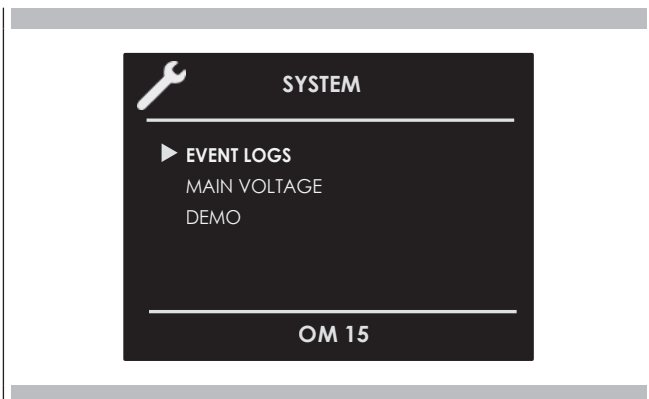 SYSTEM
EVENT LOGS
MAIN VOLTAGE
DEMO
OM 15